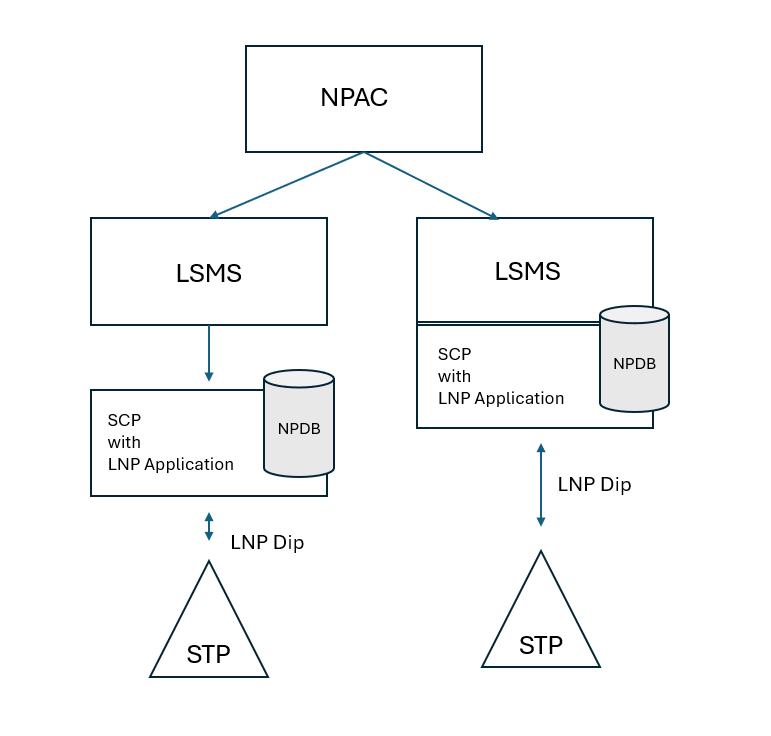 NPAC
LSMS
LSMS
SCP
with
LNP Application
NPDB
LNP Dip
STP
SCP
with
LNP Application
NPDB
LNP Dip
STP